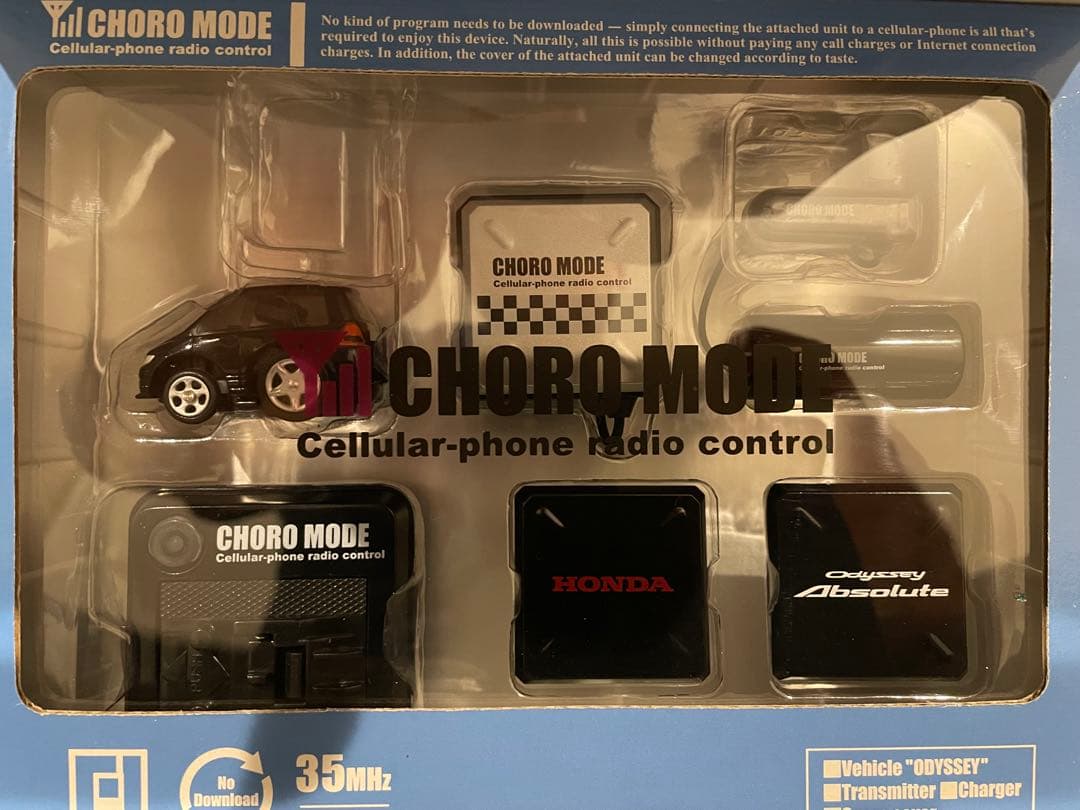 CHORO MODE
Cellular-phone radio control
No kind of program needs to be downloaded — simply connecting the attached unit to a cellular-phone is all that's
required to enjoy this device. Naturally, all this is possible without paying any call charges or Internet connection
charges. In addition, the cover of the attached unit can be changed according to taste.
CHORO MODE
CHORO MODE
Cellular-phone radio control
CHORO MODE
CHORO MODE
Cellular-phone radio control
CHORO MODE
Cellular-phone radio control
HONDA
Odyssey
Absolute
PUSH
No
Download
35MHz
Vehicle "ODYSSEY"
Transmitter Charger